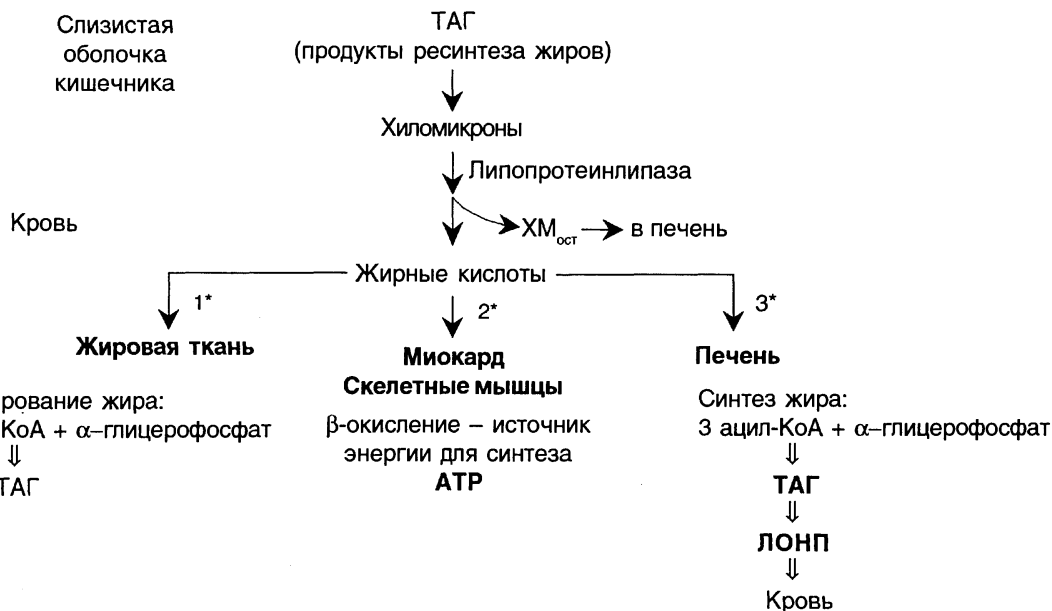 Слизистая
оболочка
кишечника
ТАГ
(продукты ресинтеза жиров)
Хиломикроны
Липопротеинлипаза
Кровь
ХМост → в печень
Жирные кислоты
1*
2*
3*
Жировая ткань
Миокард
Скелетные мышцы
Печень
рование жира:
КоА + α–глицерофосфат
⇓
ТАГ
β-окисление – источник
энергии для синтеза
АТР
Синтез жира:
3 ацил-КоА + α–глицерофосфат
⇓
ТАГ
⇓
ЛОНП
⇓
Кровь